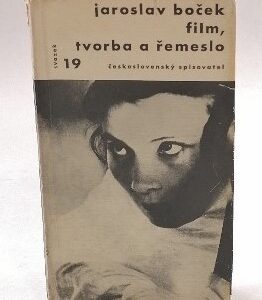 jaroslav boček
film,
tvorba a řemeslo
svazek
19
československý spisovatel